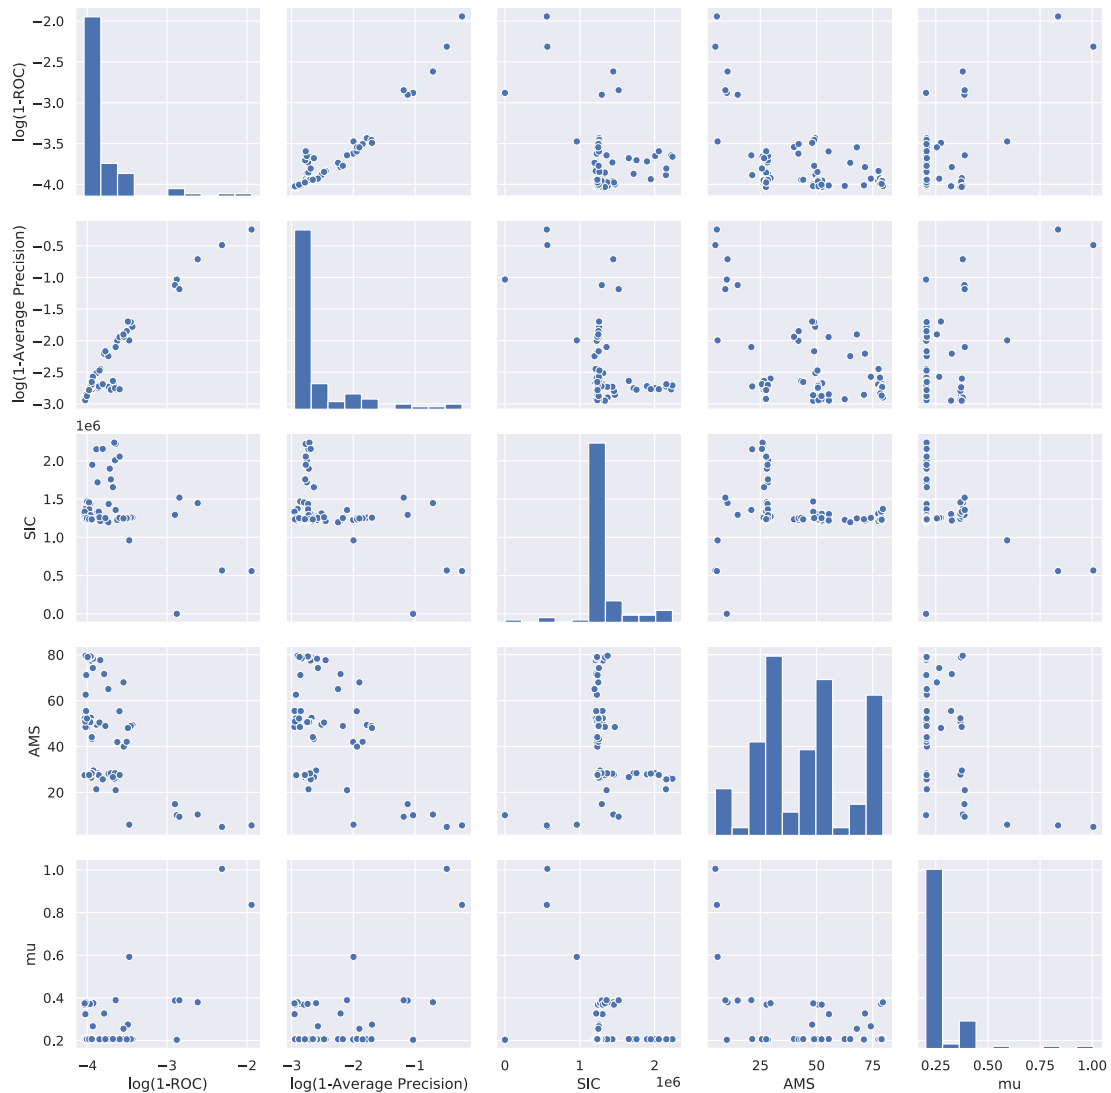 −2.0
−2.5
−3.0
−3.5
−4.0
log(1-ROC)
−0.5
−1.0
−1.5
−2.0
−2.5
−3.0
log(1-Average Precision)
1e6
2.0
1.5
1.0
0.5
0.0
SIC
80
60
40
20
AMS
1.0
0.8
0.6
0.4
0.2
mu
−4 −3 −2
−3 −2 −1
0 1 2
25 50 75
0.25 0.50 0.75 1.00
log(1-ROC) log(1-Average Precision) SIC 1e6 AMS mu